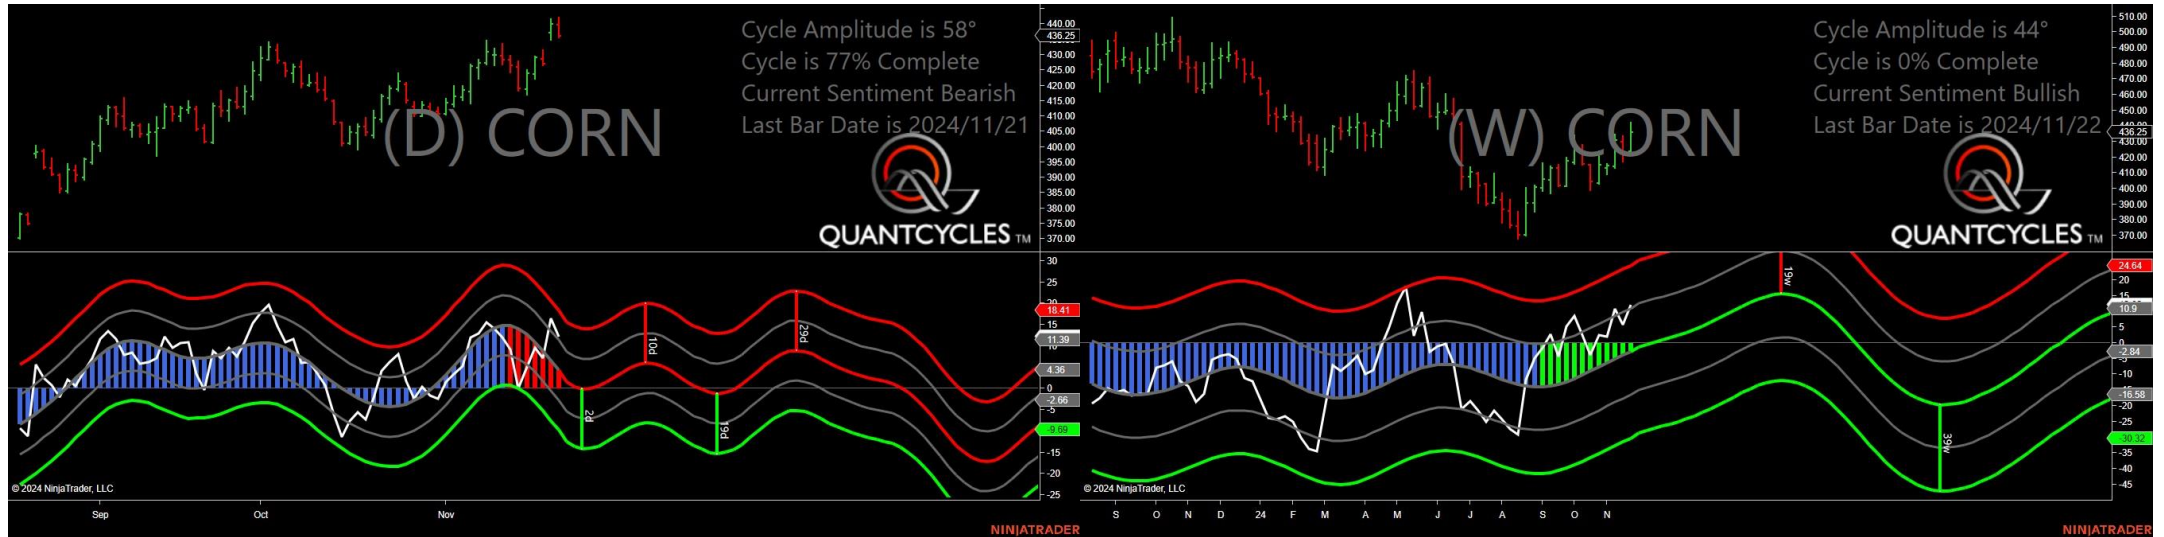 Cycle Amplitude is 58°
Cycle is 77% Complete
Current Sentiment Bearish
Last Bar Date is 2024/11/21
(D) CORN
QUANTCYCLES TM
440.00
436.25
430.00
425.00
420.00
415.00
410.00
405.00
400.00
395.00
390.00
385.00
380.00
375.00
370.00
30
25
20
18.41
15
11.39
10
4.36
0
-2.66
-5
-9.69
-15
-20
-25
10d
29d
2d
19d
© 2024 NinjaTrader, LLC
Sep Oct Nov
NINJATRADER
Cycle Amplitude is 44°
Cycle is 0% Complete
Current Sentiment Bullish
Last Bar Date is 2024/11/22
(W) CORN
QUANTCYCLES TM
510.00
500.00
490.00
480.00
470.00
460.00
450.00
440.00
436.25
430.00
420.00
410.00
400.00
390.00
380.00
370.00
24.64
20
15
10.9
5
0
-2.84
-10
-16.58
-20
-25
-30.32
-35
-40
-45
19w
39w
© 2024 NinjaTrader, LLC
S O N D 24 F M A M J J A S O N
NINJATRADER